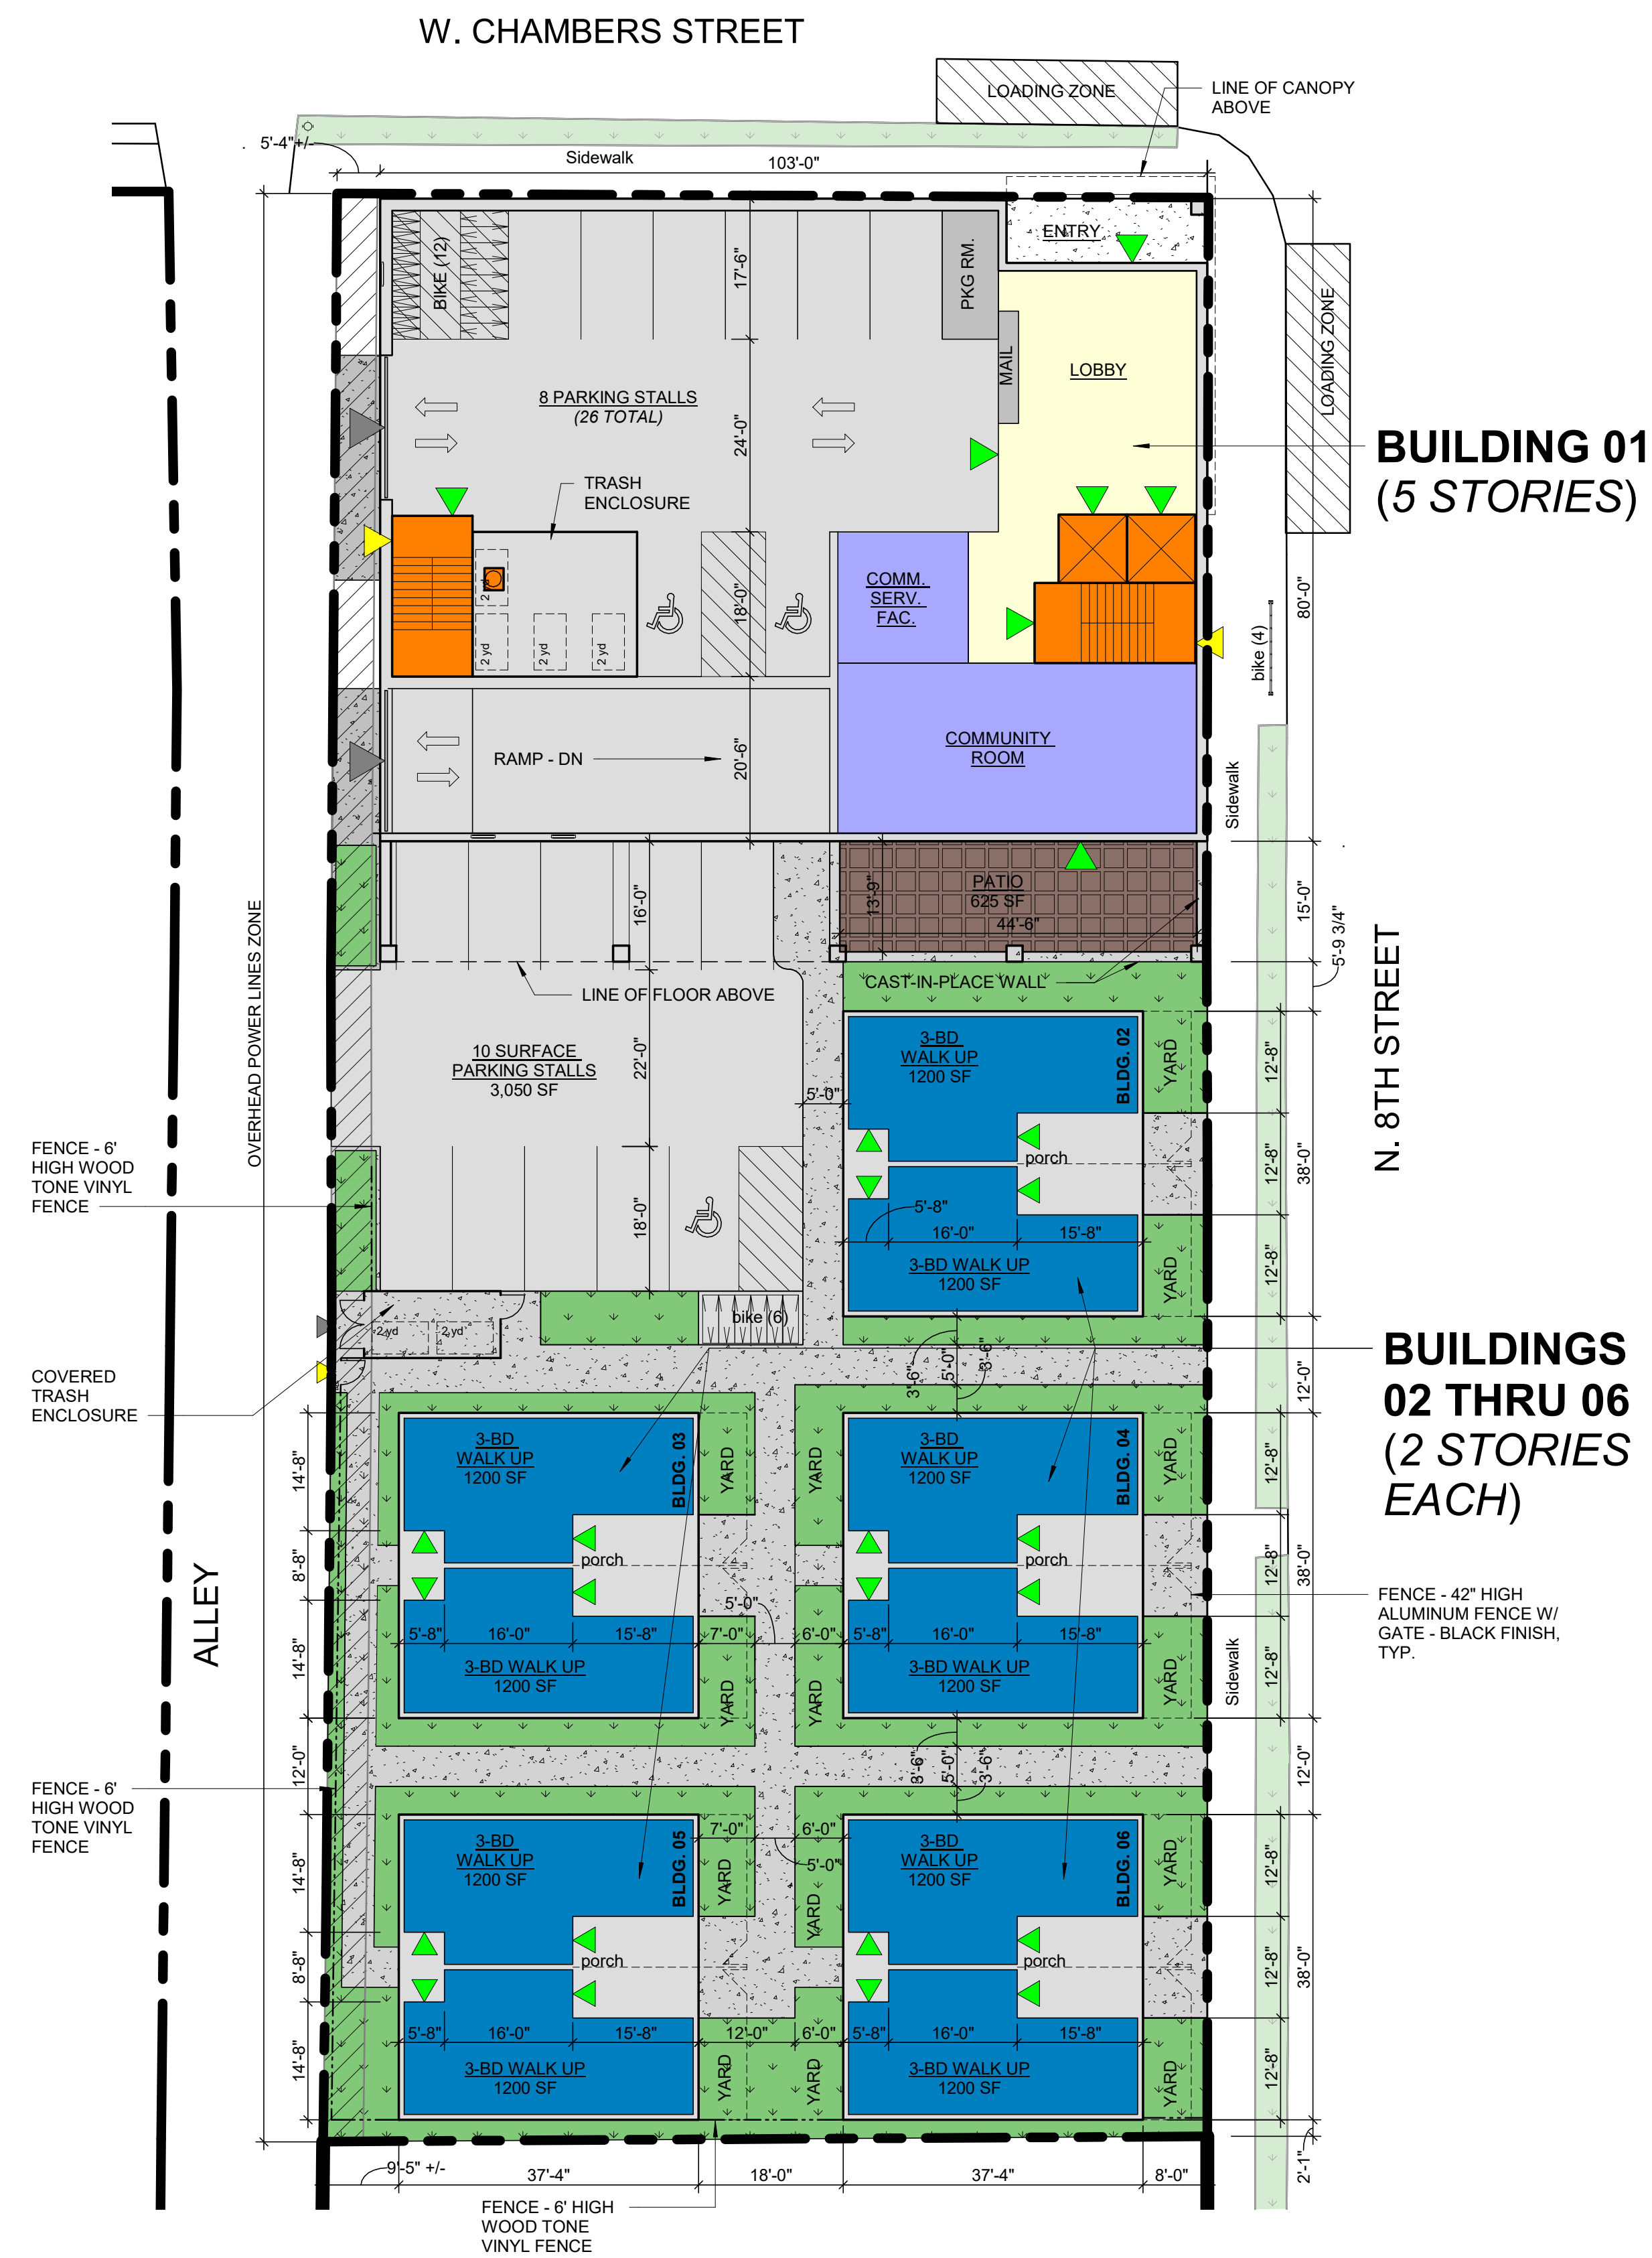 W. CHAMBERS STREET
LOADING ZONE
LINE OF CANOPY
ABOVE
5'-4"+/-
Sidewalk
103'-0"
BIKE (12)
17'-6"
PKG RM.
ENTRY
LOADING ZONE
MAIL
LOBBY
8 PARKING STALLS
(26 TOTAL)
24'-0"
BUILDING 01
(5 STORIES)
TRASH
ENCLOSURE
2 yd
2 yd
2 yd
2 yd
18'-0"
COMM.
SERV.
FAC.
80'-0"
bike (4)
RAMP - DN
20'-6"
COMMUNITY
ROOM
Sidewalk
OVERHEAD POWER LINES ZONE
16'-0"
13'-9"
PATIO
625 SF
44'-6"
15'-0"
5'-9 3/4"
CAST-IN-PLACE WALL
LINE OF FLOOR ABOVE
N. 8TH STREET
10 SURFACE
PARKING STALLS
3,050 SF
22'-0"
5'-0"
3-BD
WALK UP
1200 SF
BLDG. 02
YARD
12'-8"
FENCE - 6'
HIGH WOOD
TONE VINYL
FENCE
porch
12'-8"
38'-0"
18'-0"
5'-8"
16'-0"
15'-8"
3-BD WALK UP
1200 SF
YARD
12'-8"
bike (6)
2 yd
2 yd
COVERED
TRASH
ENCLOSURE
3'-6"
5'-0"
3'-6"
12'-0"
BUILDINGS
02 THRU 06
(2 STORIES
EACH)
14'-8"
3-BD
WALK UP
1200 SF
BLDG. 03
YARD
YARD
3-BD
WALK UP
1200 SF
BLDG. 04
YARD
12'-8"
8'-8"
porch
porch
12'-8"
38'-0"
FENCE - 42" HIGH
ALUMINUM FENCE W/
GATE - BLACK FINISH,
TYP.
ALLEY
5'-0"
14'-8"
5'-8"
16'-0"
15'-8"
7'-0"
6'-0"
5'-8"
16'-0"
15'-8"
3-BD WALK UP
1200 SF
YARD
YARD
3-BD WALK UP
1200 SF
YARD
12'-8"
Sidewalk
12'-0"
3'-6"
5'-0"
3'-6"
12'-0"
FENCE - 6'
HIGH WOOD
TONE VINYL
FENCE
14'-8"
3-BD
WALK UP
1200 SF
BLDG. 05
7'-0"
6'-0"
5'-0"
YARD
YARD
3-BD
WALK UP
1200 SF
BLDG. 06
YARD
12'-8"
8'-8"
porch
porch
12'-8"
38'-0"
14'-8"
5'-8"
16'-0"
15'-8"
12'-0"
6'-0"
5'-8"
16'-0"
15'-8"
3-BD WALK UP
1200 SF
YARD
YARD
3-BD WALK UP
1200 SF
YARD
12'-8"
2'-1"
9'-5" +/-
37'-4"
18'-0"
37'-4"
8'-0"
FENCE - 6' HIGH
WOOD TONE
VINYL FENCE